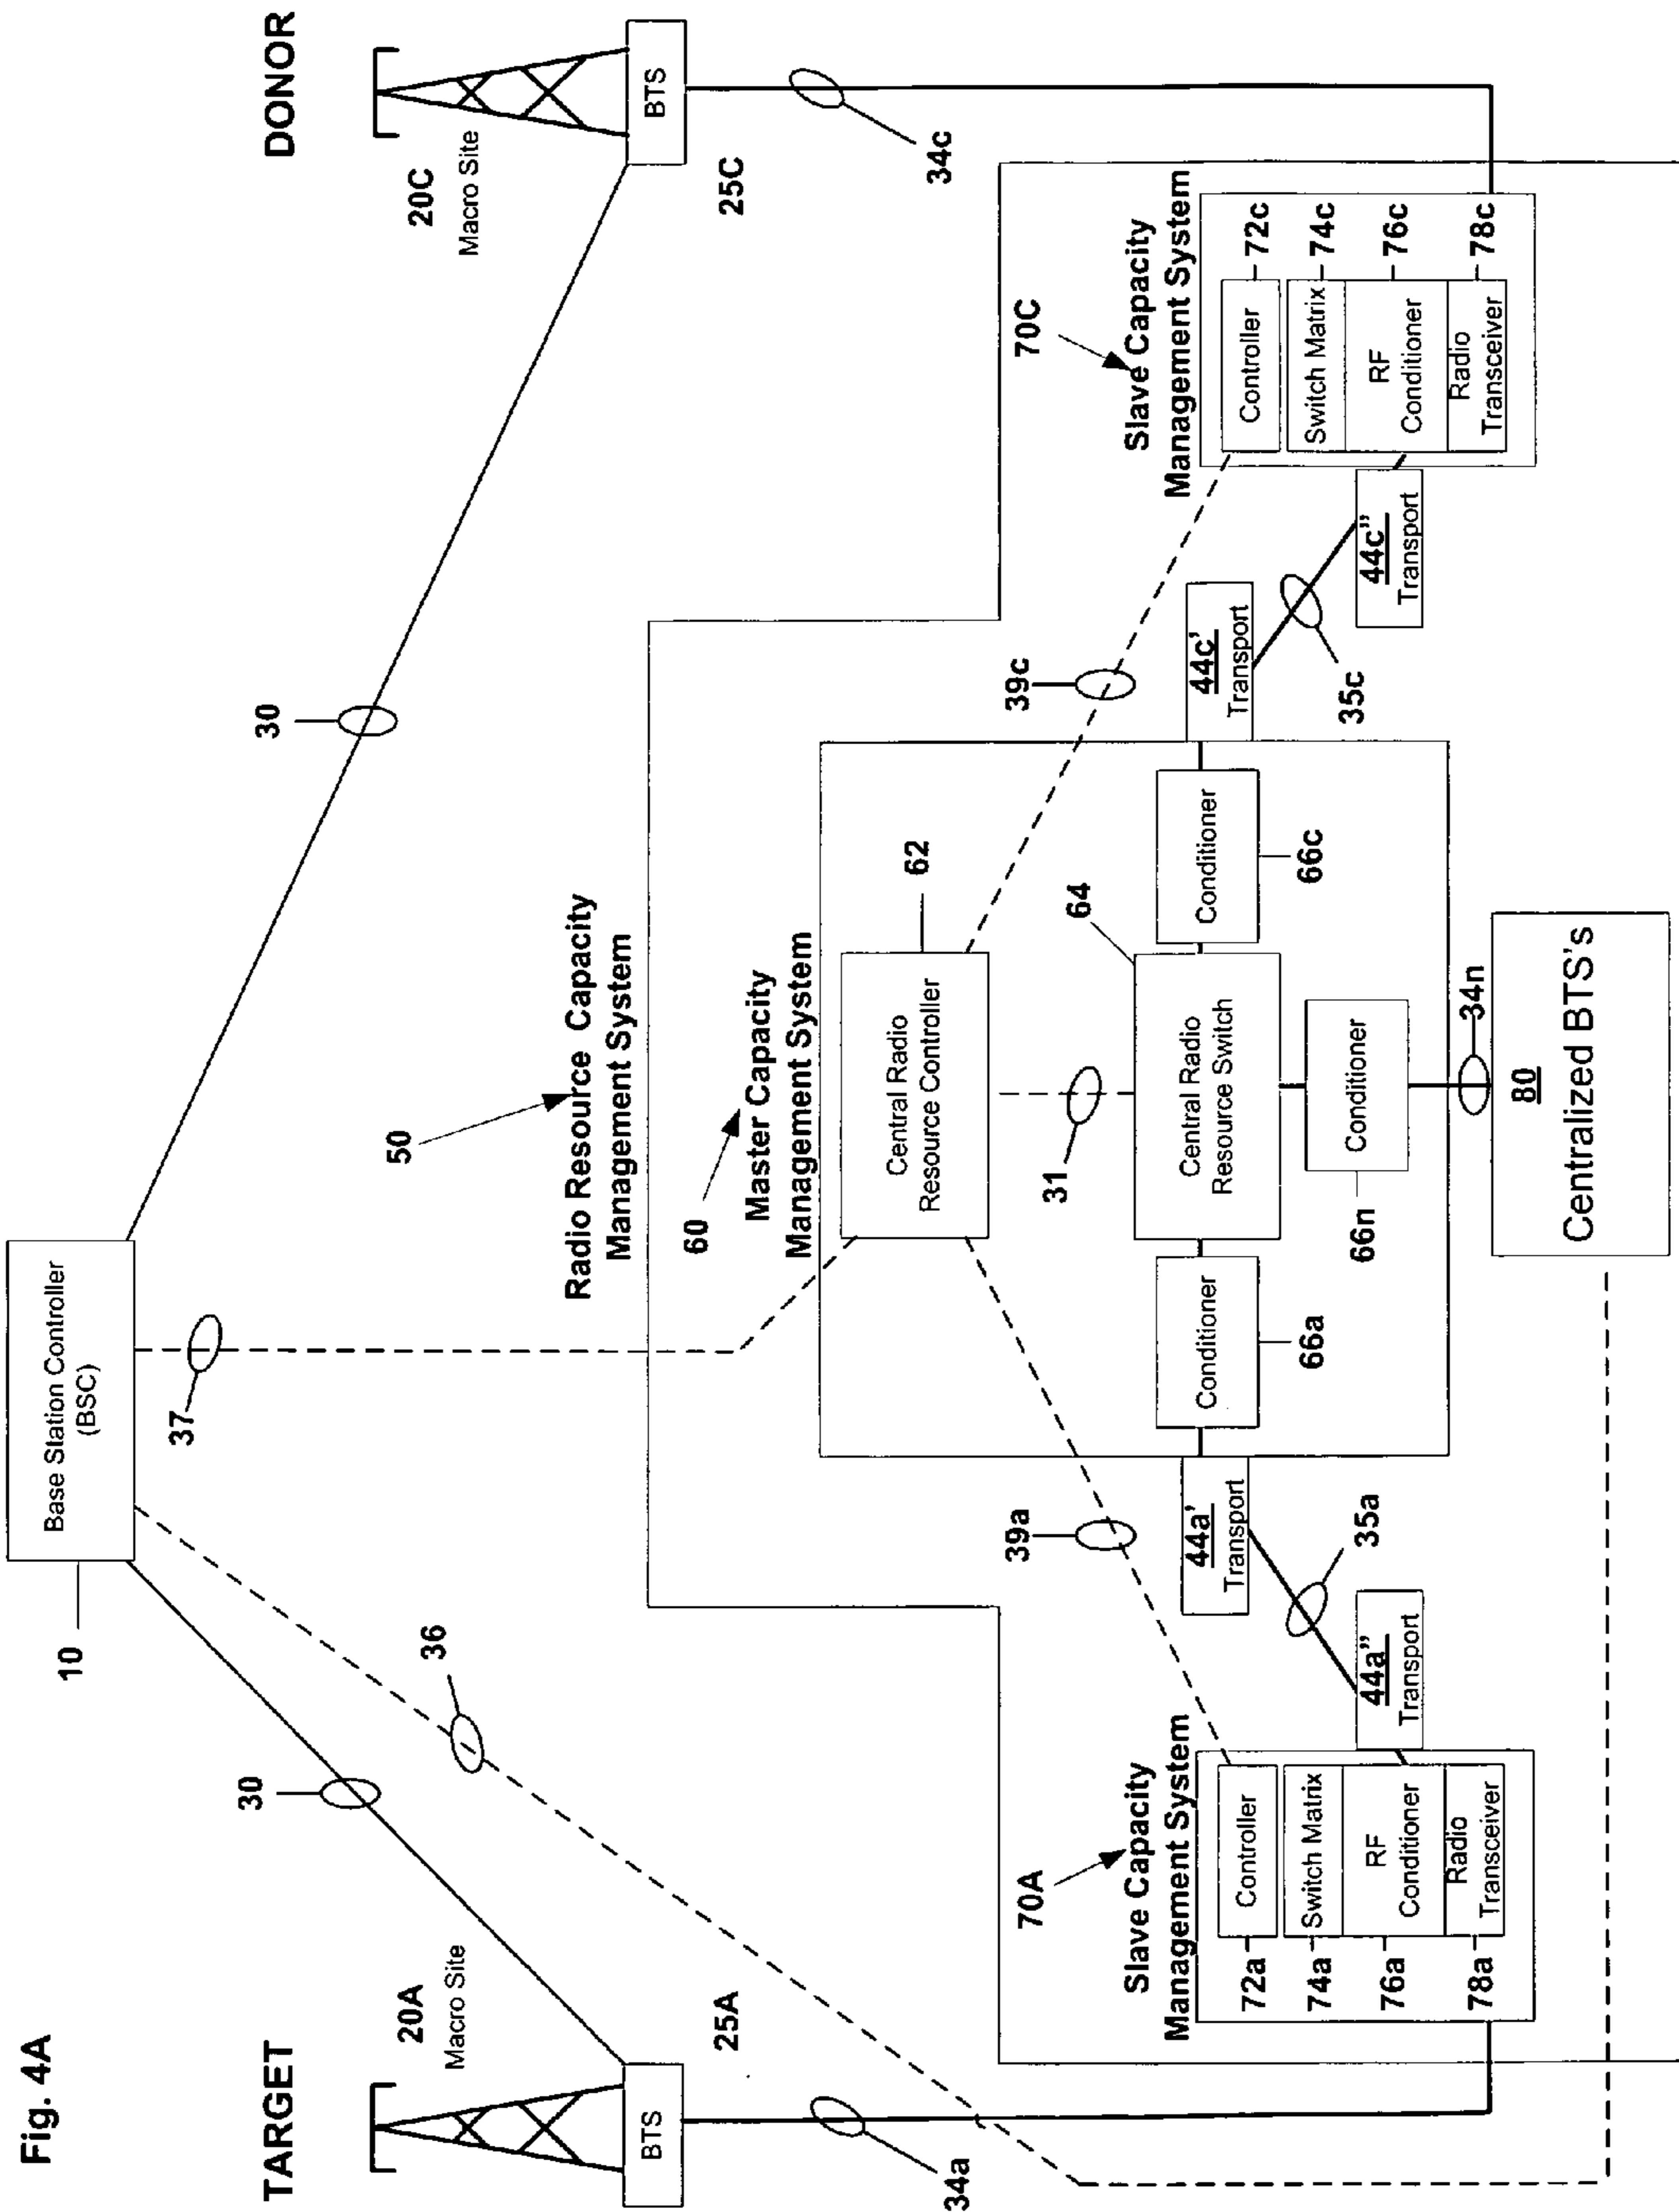 Fig. 4A
TARGET
DONOR
10
Base Station Controller
(BSC)
20A
Macro Site
20C
Macro Site
30
30
36
37
BTS
BTS
25A
25C
34a
34c
50
Radio Resource Capacity
Management System
60
Master Capacity
Management System
62
Central Radio
Resource Controller
39a
39c
31
64
Central Radio
Resource Switch
Conditioner
66a
Conditioner
66c
Conditioner
66n
44a'
Transport
44c'
Transport
35a
35c
44a"
Transport
44c"
Transport
70A
Slave Capacity
Management System
72a
Controller
74a
Switch Matrix
76a
RF
Conditioner
78a
Radio
Transceiver
70C
Slave Capacity
Management System
Controller
72c
Switch Matrix
74c
RF
Conditioner
76c
Radio
Transceiver
78c
34n
80
Centralized BTS's